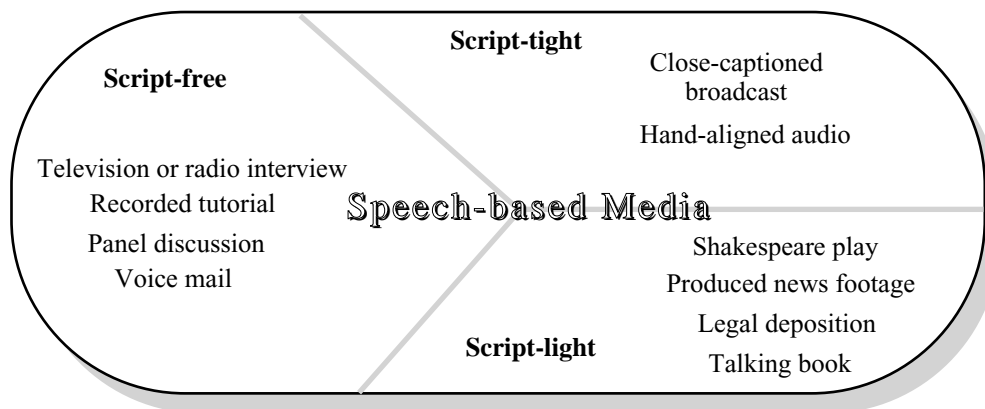 Script-tight
Close-captioned
broadcast
Hand-aligned audio
Script-free
Television or radio interview
Recorded tutorial
Panel discussion
Voice mail
Speech-based Media
Shakespeare play
Produced news footage
Legal deposition
Talking book
Script-light